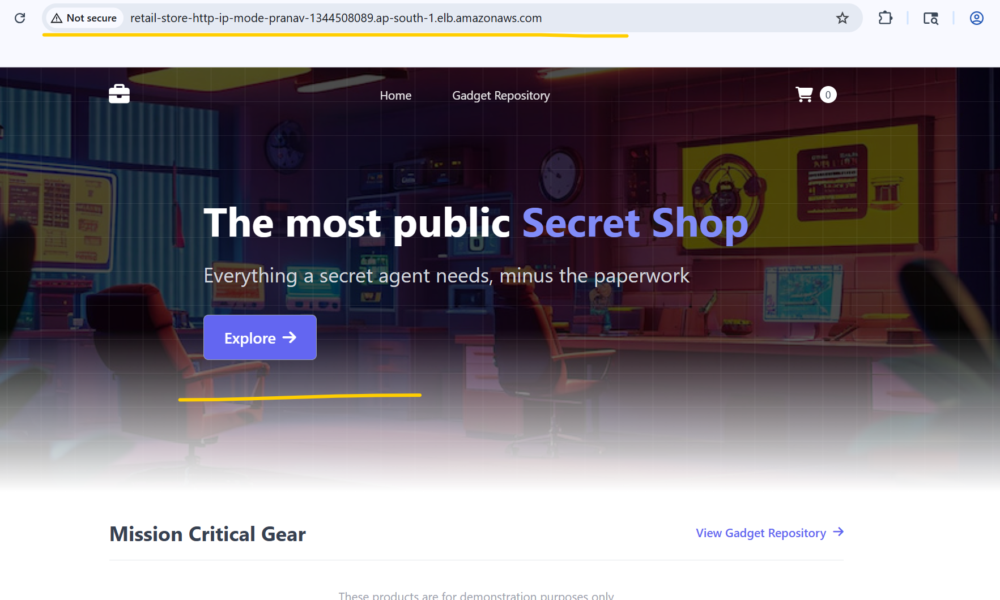 Not secure retail-store-http-ip-mode-pranav-1344508089.ap-south-1.elb.amazonaws.com
Home Gadget Repository 0
The most public Secret Shop
Everything a secret agent needs, minus the paperwork
Explore →
Mission Critical Gear View Gadget Repository →
These products are for demonstration purposes only